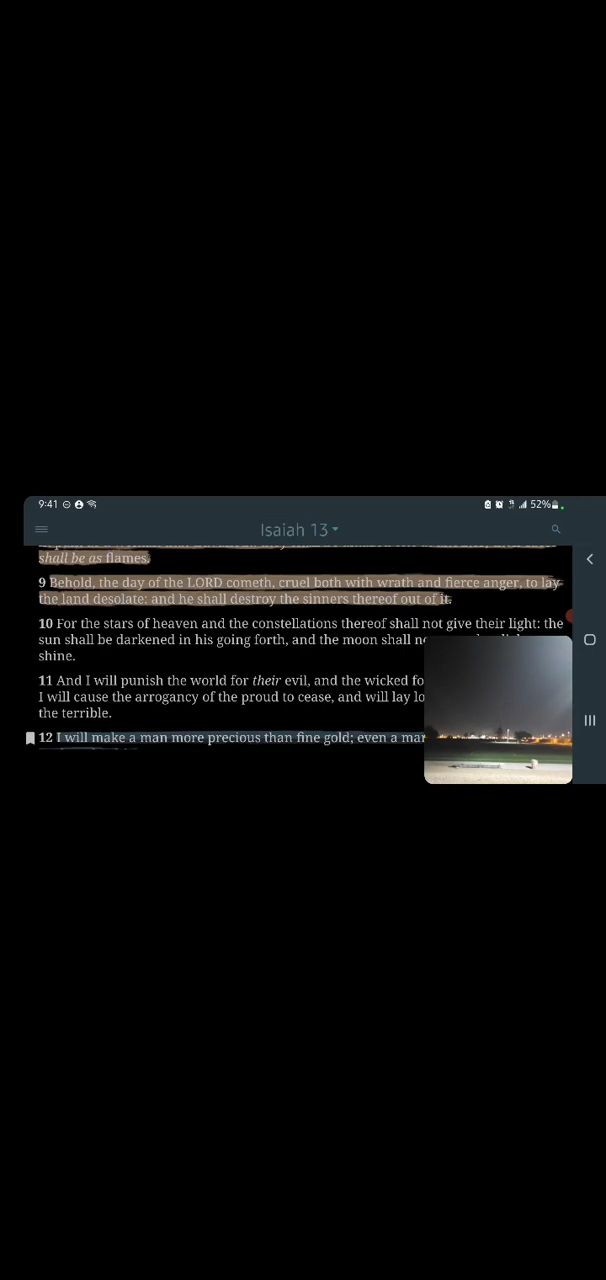 9:41 52%
Isaiah 13
shall be as flames.
9 Behold, the day of the LORD cometh, cruel both with wrath and fierce anger, to lay
the land desolate: and he shall destroy the sinners thereof out of it.
10 For the stars of heaven and the constellations thereof shall not give their light: the
sun shall be darkened in his going forth, and the moon shall
shine.
11 And I will punish the world for their evil, and the wicked
I will cause the arrogancy of the proud to cease, and will lay
the terrible.
12 I will make a man more precious than fine gold; even a